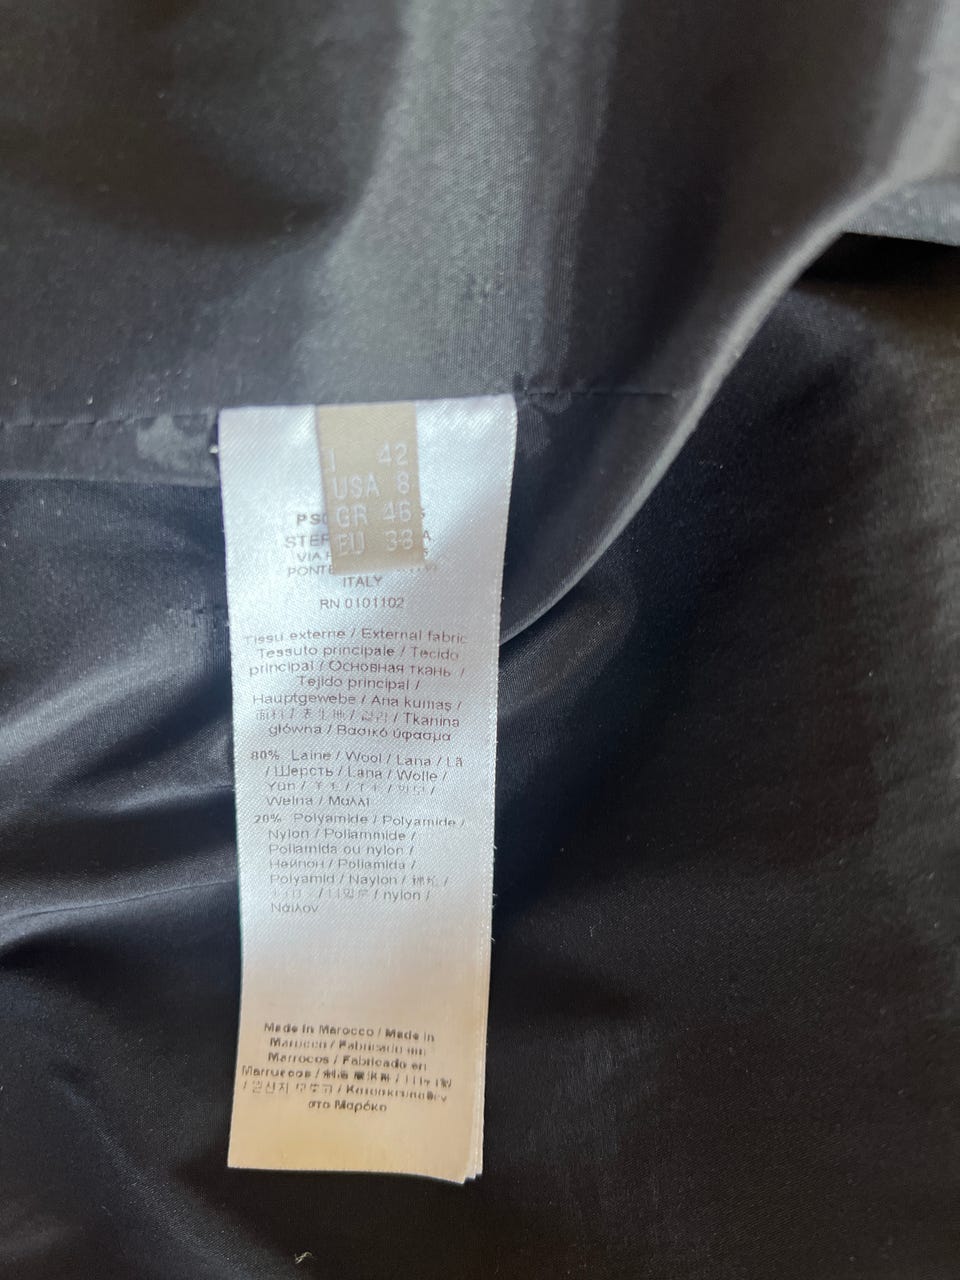 I 42
USA 8
GR 46
EU 38
ITALY
RN 0101102
Tissu externe / External fabric
Tessuto principale / Tecido
principal / Основная ткань /
Tejido principal /
Hauptgewebe / Ana kumaş /
/ Tkanina
główna / Βασικό ύφασμα
80% Laine / Wool / Lana / Lã
/ Шерсть / Lana / Wolle /
Yün /
Wełna / Μαλλί
20% Polyamide / Polyamide /
Nylon / Poliammide /
Poliamida ou nylon /
Нейлон / Poliamida /
Polyamid / Naylon /
/ nylon /
Νάιλον
Made in Marocco / Made in
Marocco / Fabricado em
Marrocos / Fabricado en
Marruecos /
στο Μαρόκο